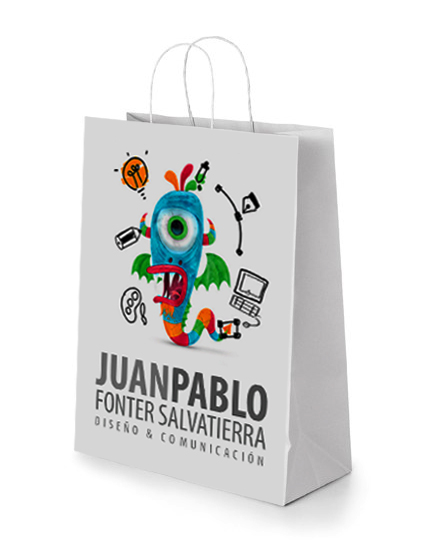 JUANPABLO
FONTER SALVATIERRA
DISEÑO & COMUNICACIÓN